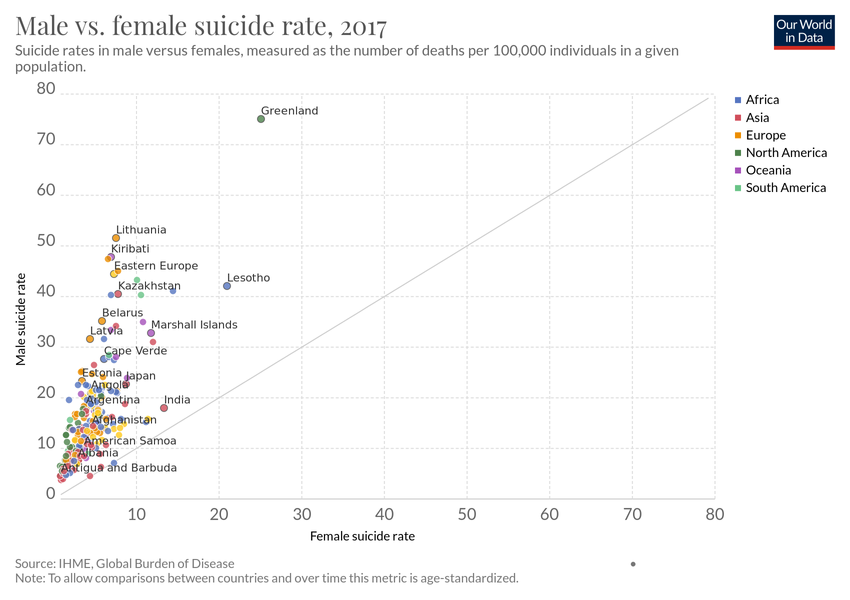 Male vs. female suicide rate, 2017
Our World
in Data
Suicide rates in male versus females, measured as the number of deaths per 100,000 individuals in a given
population.
80
70
60
50
40
30
20
10
0
Male suicide rate
Greenland
Lithuania
Kiribati
Eastern Europe
Lesotho
Kazakhstan
Belarus
Marshall Islands
Latvia
Cape Verde
Estonia
Japan
Angola
Argentina
India
Afghanistan
American Samoa
Albania
Antigua and Barbuda
10
20
30
40
50
60
70
80
Female suicide rate
Africa
Asia
Europe
North America
Oceania
South America
Source: IHME, Global Burden of Disease
Note: To allow comparisons between countries and over time this metric is age-standardized.